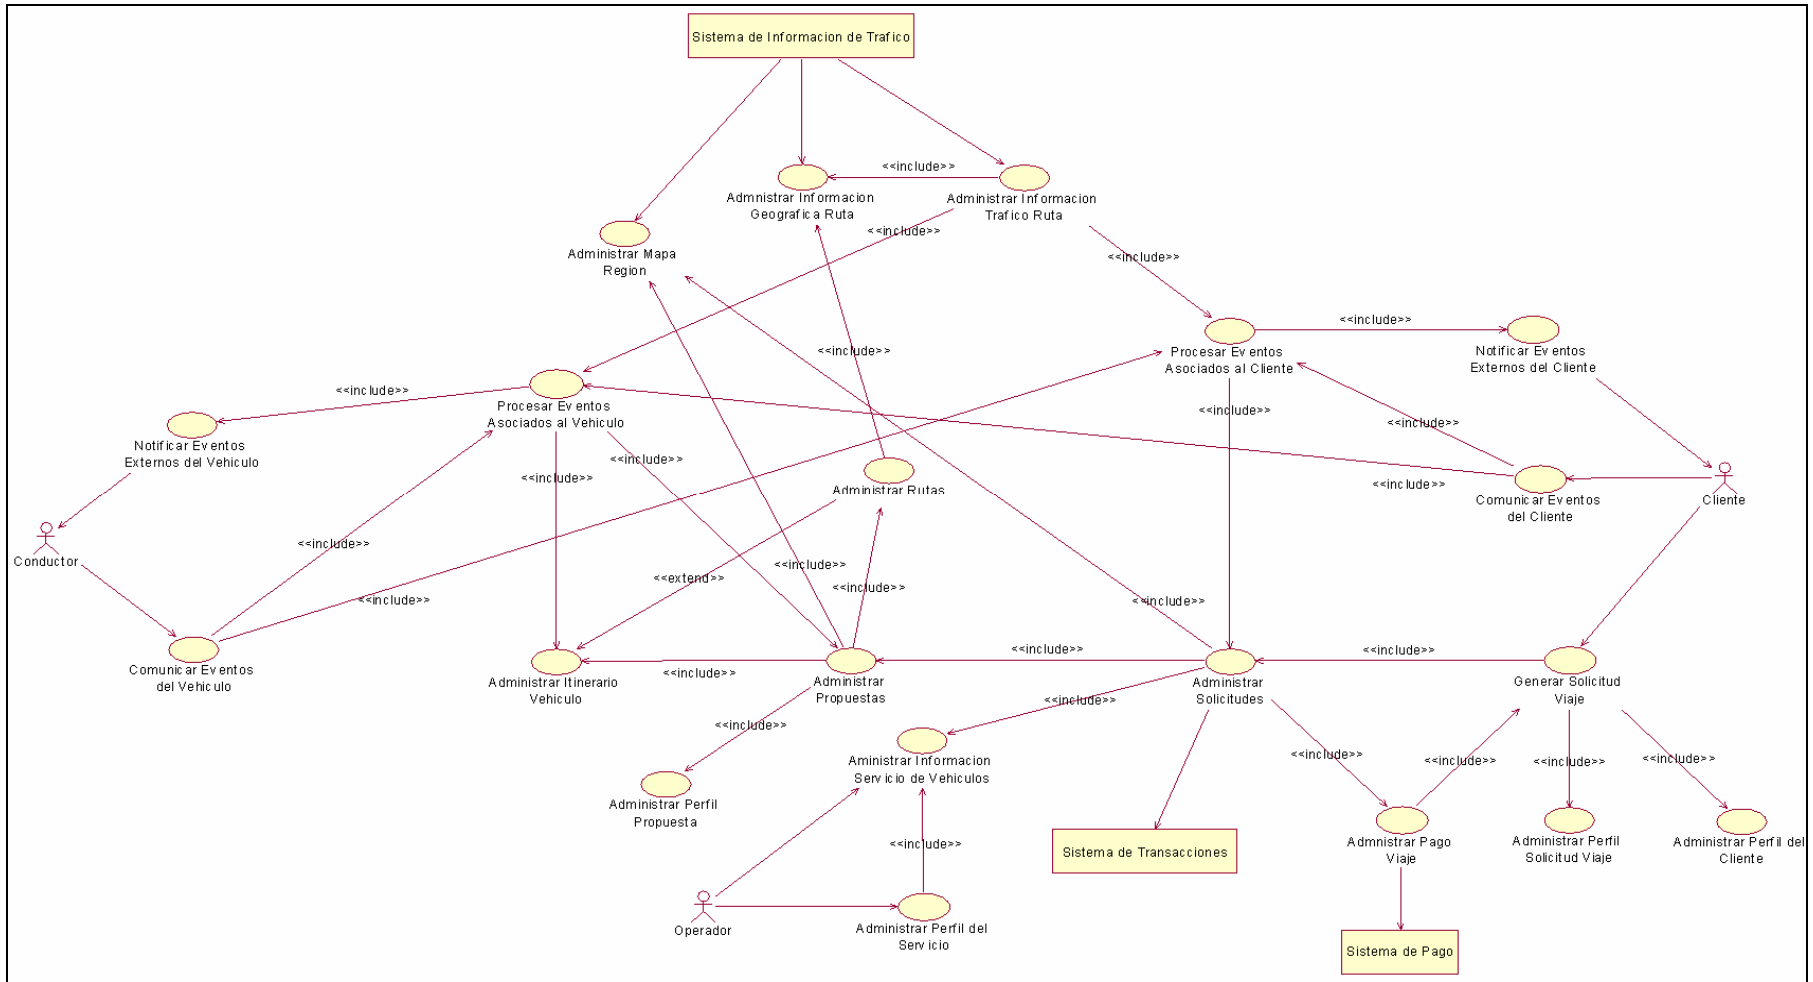 Sistema de Informacion de Trafico
<<include>>
Admnistrar Informacion
Geografica Ruta
Administrar Informacion
Trafico Ruta
<<include>>
Administrar Mapa
Region
<<include>>
<<include>>
Procesar Eventos
Asociados al Cliente
Notificar Eventos
Externos del Cliente
<<include>>
<<include>>
Procesar Eventos
Asociados al Vehiculo
<<include>>
<<include>>
Notificar Eventos
Externos del Vehiculo
<<include>>
<<include>>
<<include>>
Administrar Rutas
Comunicar Eventos
del Cliente
Cliente
Conductor
<<include>>
<<include>>
<<extend>>
<<include>>
<<include>>
<<include>>
Comunicar Eventos
del Vehiculo
Administrar Itinerario
Vehiculo
<<include>>
Administrar
Propuestas
<<include>>
Administrar
Solicitudes
<<include>>
Generar Solicitud
Viaje
<<include>>
<<include>>
Aministrar Informacion
Servicio de Vehiculos
<<include>>
<<include>>
<<include>>
<<include>>
Administrar Perfil
Propuesta
<<include>>
Sistema de Transacciones
Admnistrar Pago
Viaje
Administrar Perfil
Solicitud Viaje
Administrar Perfil del
Cliente
Operador
Administrar Perfil del
Servicio
Sistema de Pago